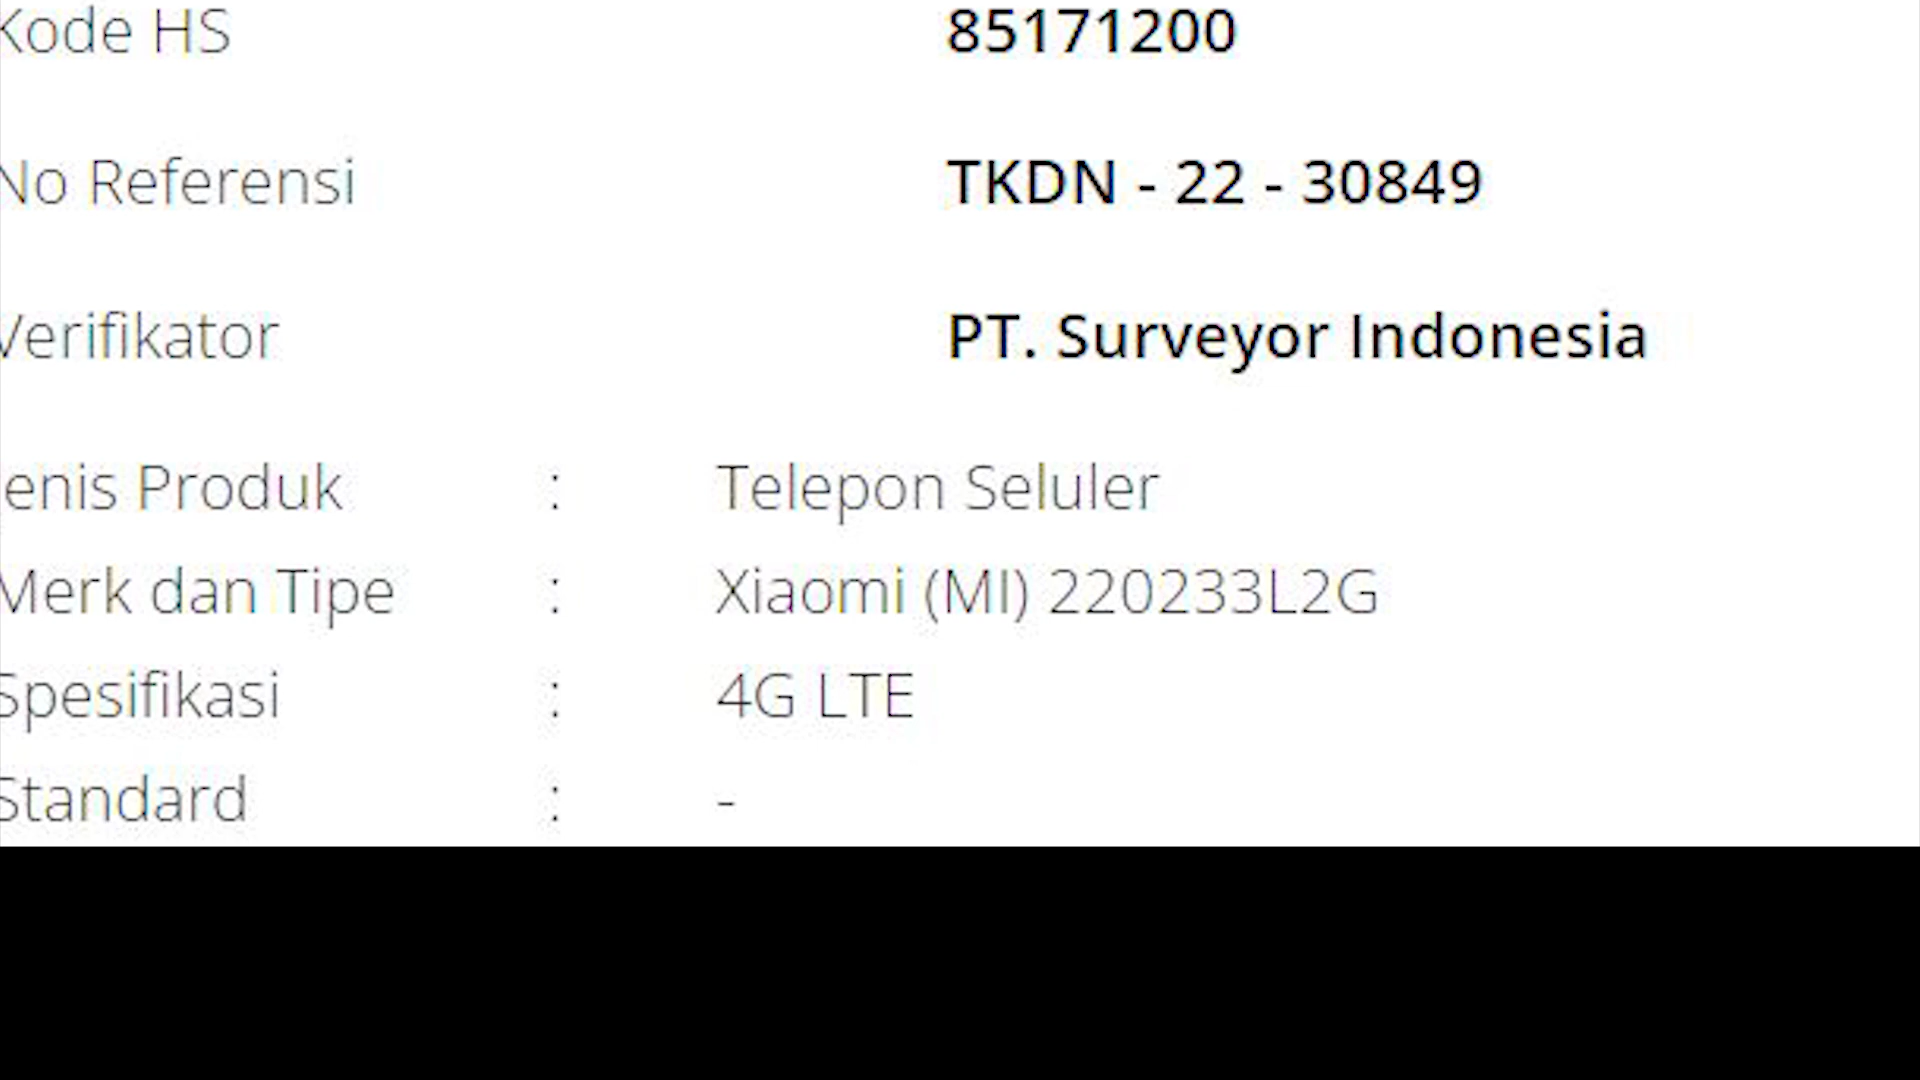 Kode HS 85171200
No Referensi TKDN - 22 - 30849
Verifikator PT. Surveyor Indonesia
enis Produk : Telepon Seluler
Merk dan Tipe : Xiaomi (MI) 220233L2G
Spesifikasi : 4G LTE
Standard : -